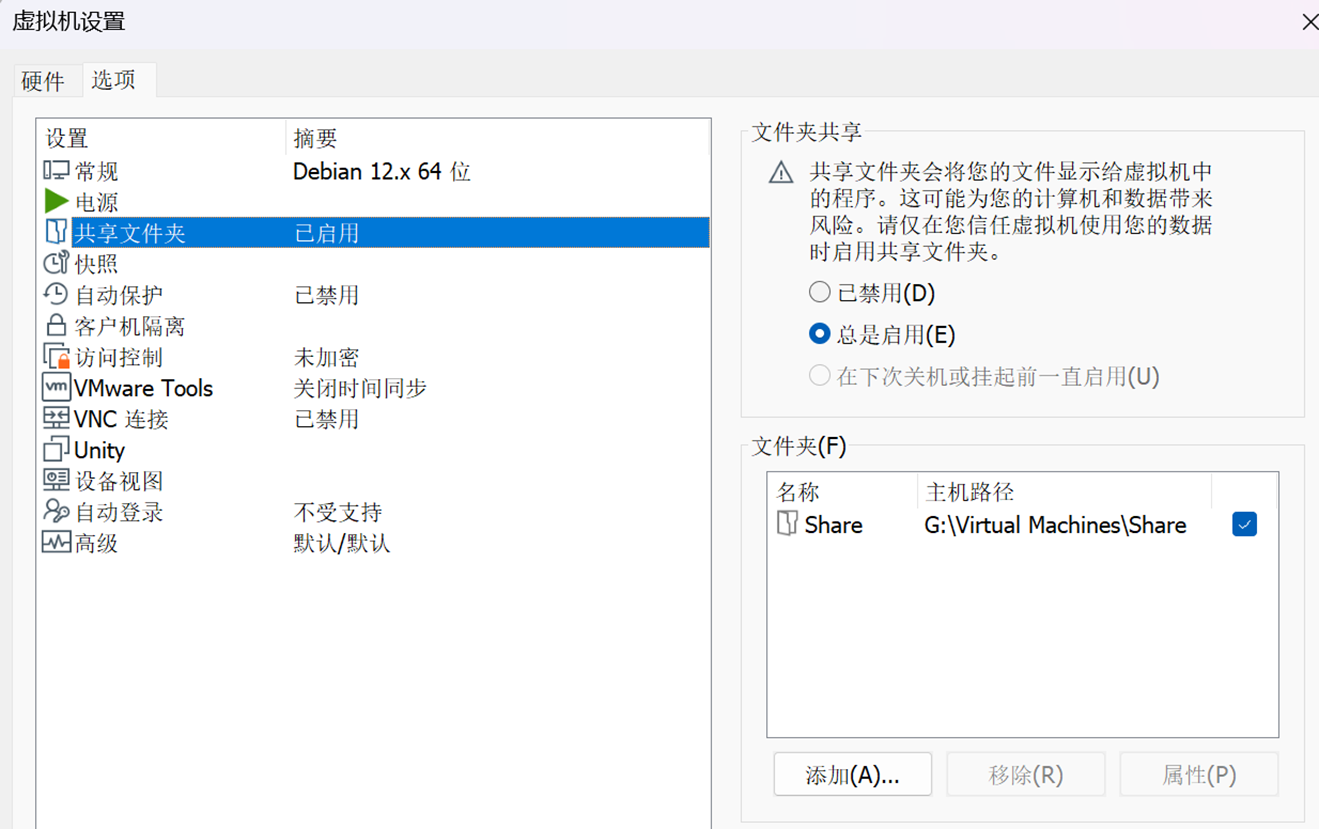 虚拟机设置
硬件
选项
设置
摘要
常规
Debian 12.x 64 位
电源
共享文件夹
已启用
快照
自动保护
已禁用
客户机隔离
访问控制
未加密
vm
VMware Tools
关闭时间同步
VNC 连接
已禁用
Unity
设备视图
自动登录
不受支持
高级
默认/默认
文件夹共享
共享文件夹会将您的文件显示给虚拟机中
的程序。这可能为您的计算机和数据带来
风险。请仅在您信任虚拟机使用您的数据
时启用共享文件夹。
已禁用(D)
总是启用(E)
在下次关机或挂起前一直启用(U)
文件夹(F)
名称
主机路径
Share
G:\Virtual Machines\Share
添加(A)...
移除(R)
属性(P)